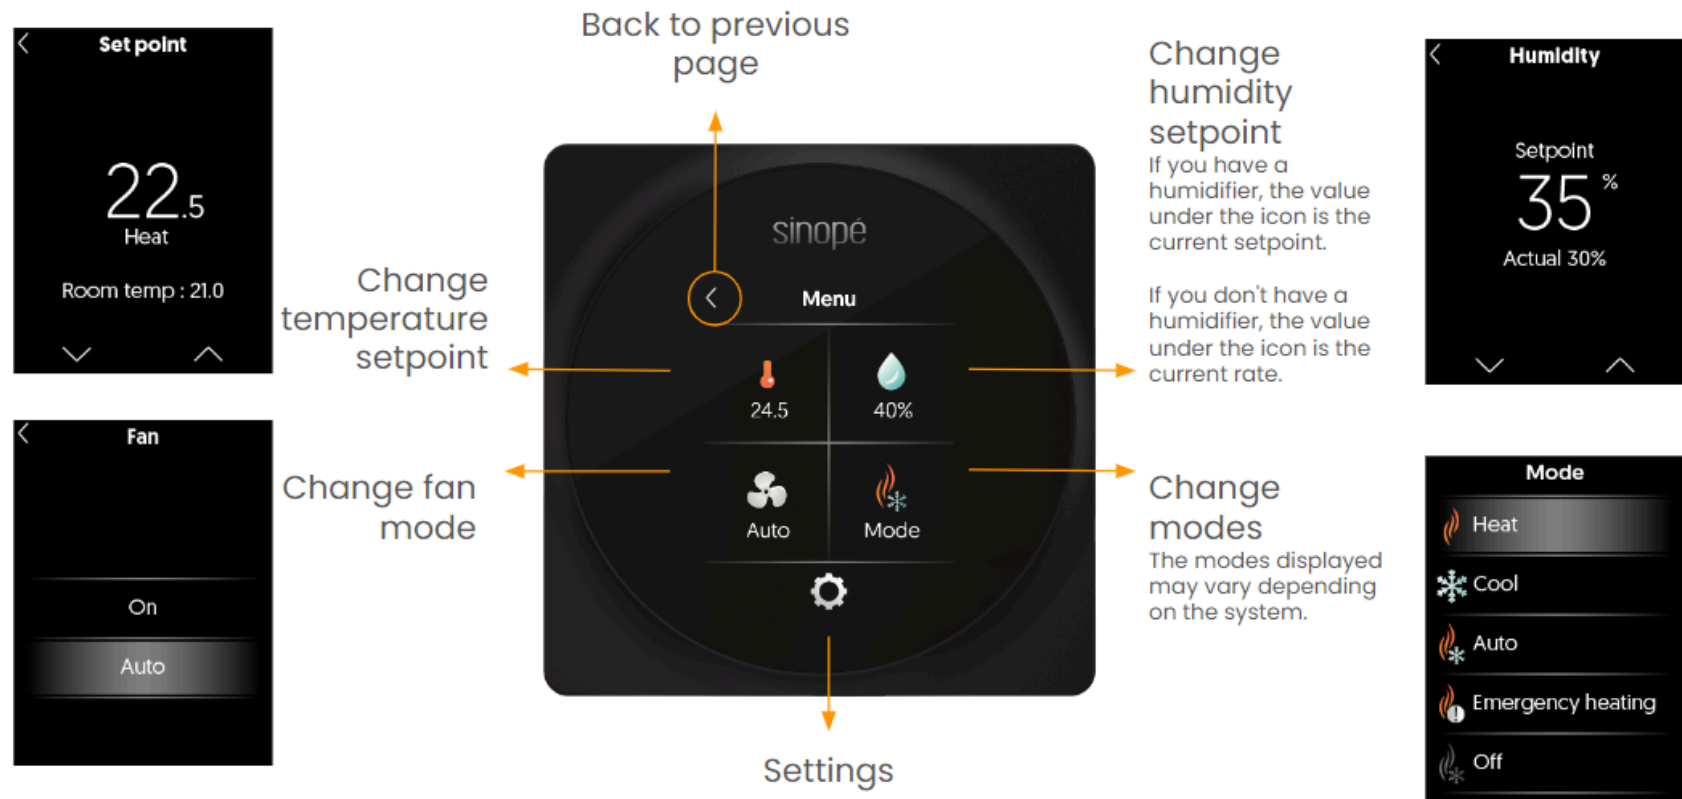 Set point
22.5
Heat
Room temp : 21.0
Fan
On
Auto
Back to previous
page
Change
temperature
setpoint
Change fan
mode
sinopé
Menu
24.5
40%
Auto
Mode
Settings
Change
humidity
setpoint
If you have a
humidifier, the value
under the icon is the
current setpoint.
If you don't have a
humidifier, the value
under the icon is the
current rate.
Change
modes
The modes displayed
may vary depending
on the system.
Humidity
Setpoint
35 %
Actual 30%
Mode
Heat
Cool
Auto
Emergency heating
Off